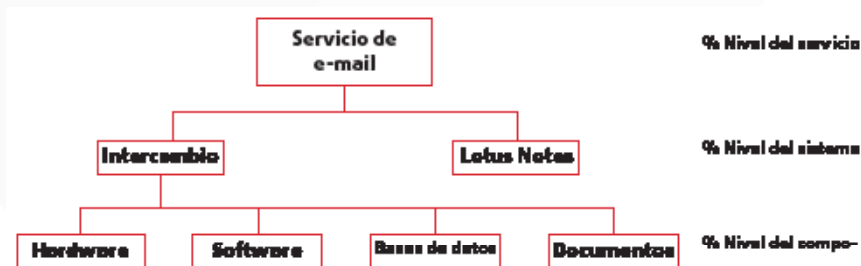 Servicio de
e-mail
% Nivel del servicio
Intercambio
Lotus Notes
% Nivel del sistema
Hardware
Software
Bases de datos
Documentos
% Nivel del compo-